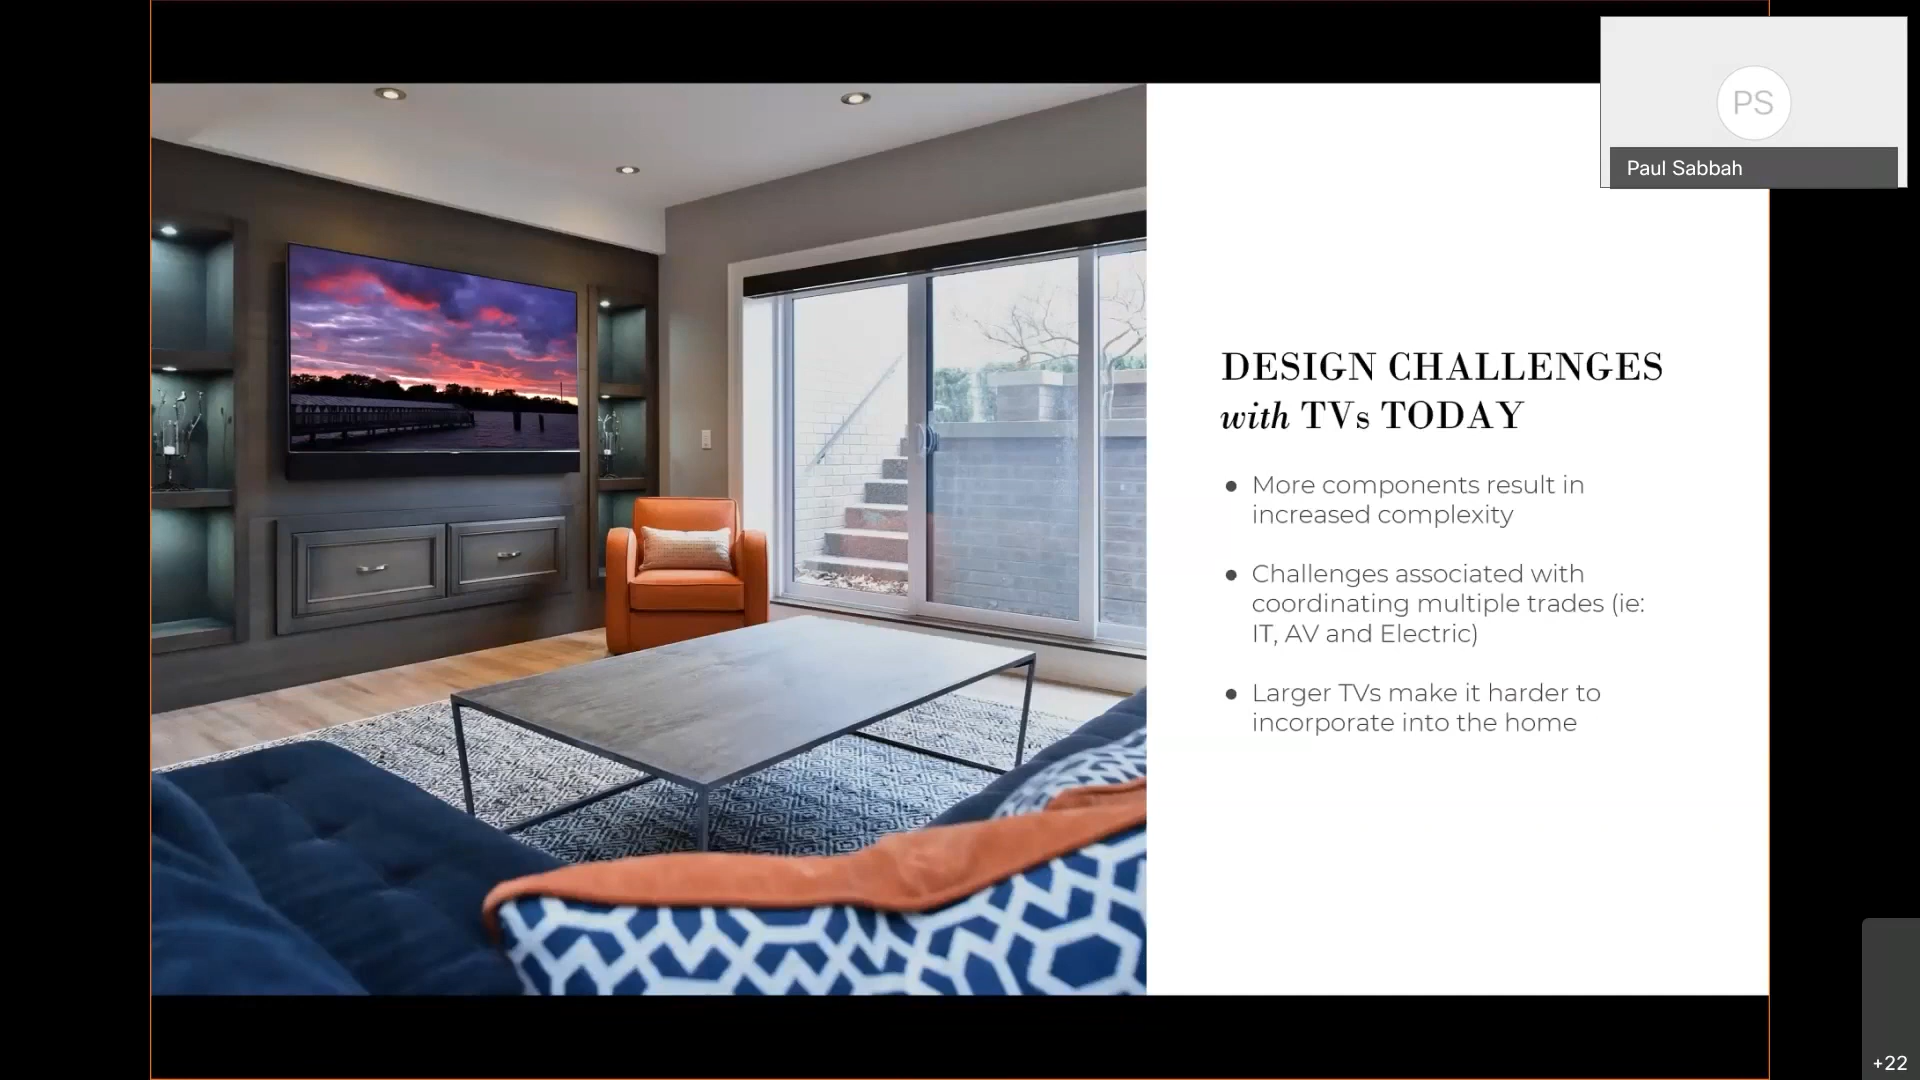 PS
Paul Sabbah
DESIGN CHALLENGES
with TVs TODAY
● More components result in
increased complexity
● Challenges associated with
coordinating multiple trades (ie:
IT, AV and Electric)
● Larger TVs make it harder to
incorporate into the home
+22